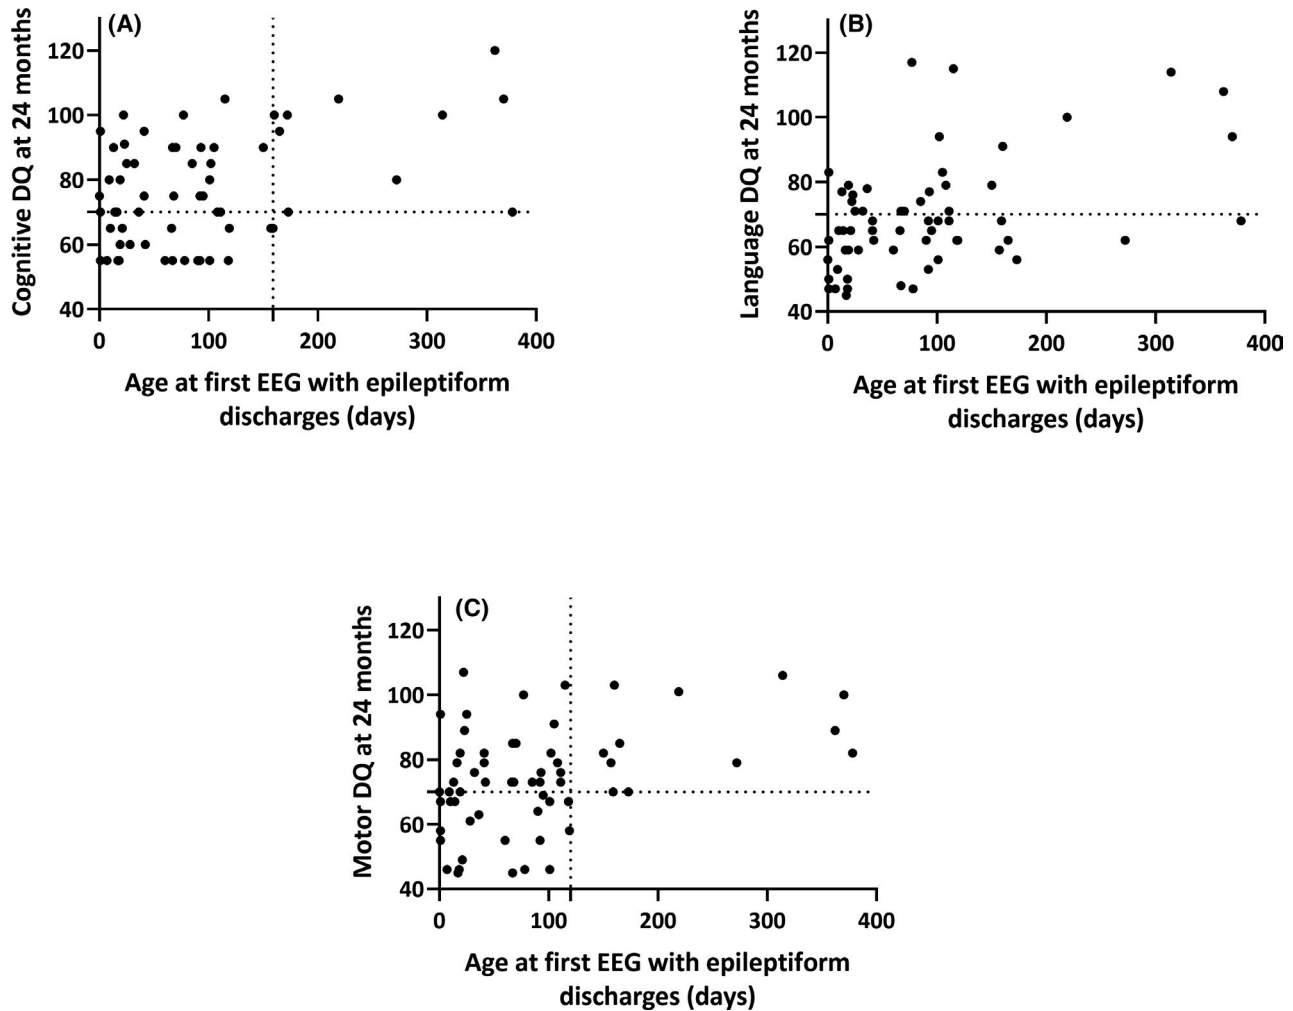 (A)
Cognitive DQ at 24 months
120
100
80
60
40
0 100 200 300 400
Age at first EEG with epileptiform
discharges (days)
(B)
Language DQ at 24 months
120
100
80
60
40
0 100 200 300 400
Age at first EEG with epileptiform
discharges (days)
(C)
Motor DQ at 24 months
120
100
80
60
40
0 100 200 300 400
Age at first EEG with epileptiform
discharges (days)